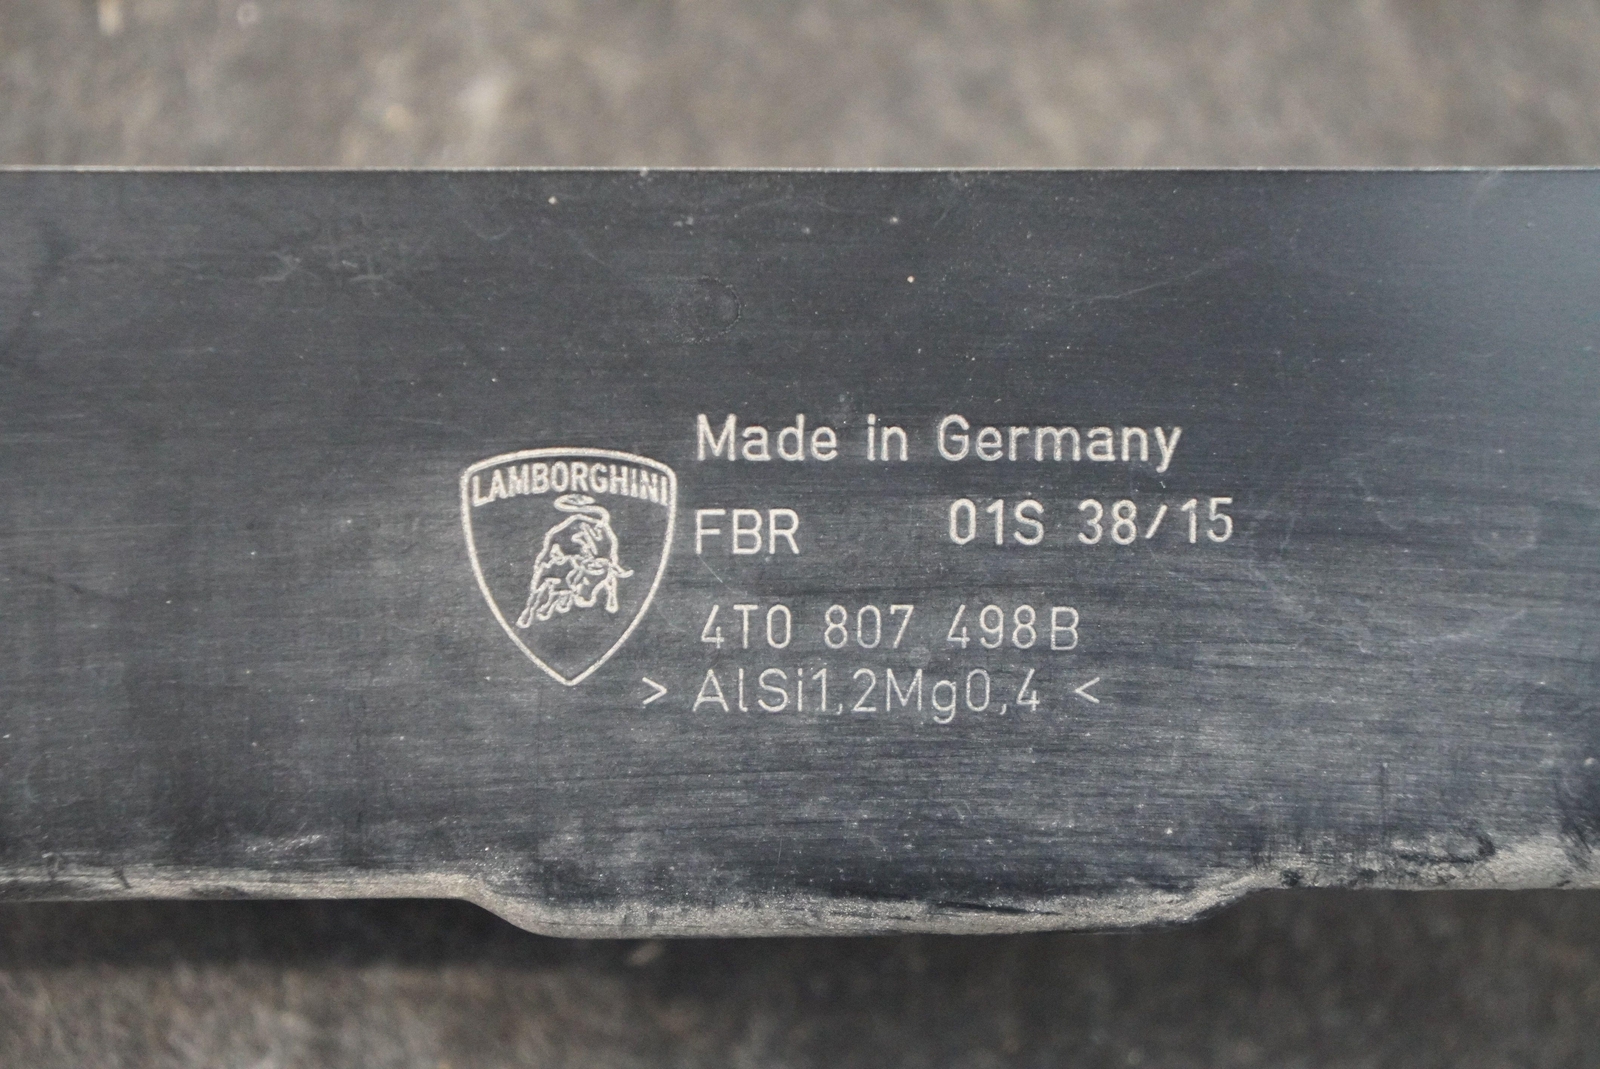 LAMBORGHINI
Made in Germany
FBR 01S 38/15
4T0 807 498B
> AlSi1,2Mg0,4 <